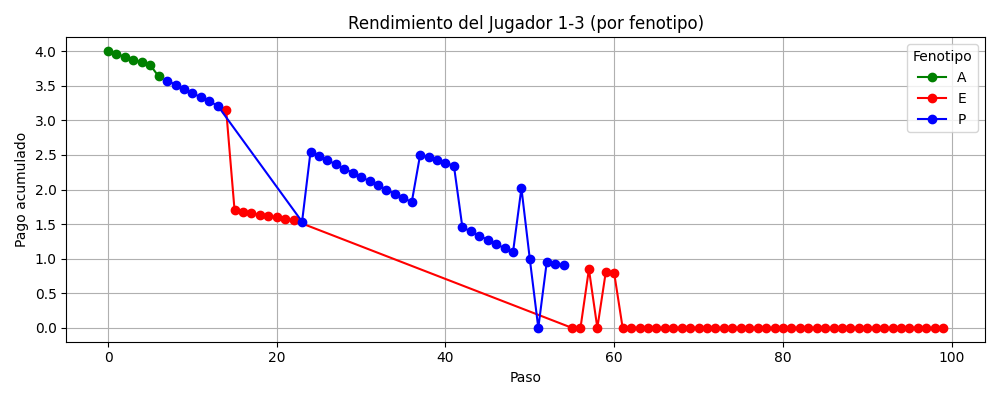 Rendimiento del Jugador 1-3 (por fenotipo)
Pago acumulado
4.0
3.5
3.0
2.5
2.0
1.5
1.0
0.5
0.0
Fenotipo
A
E
P
0
20
40
60
80
100
Paso